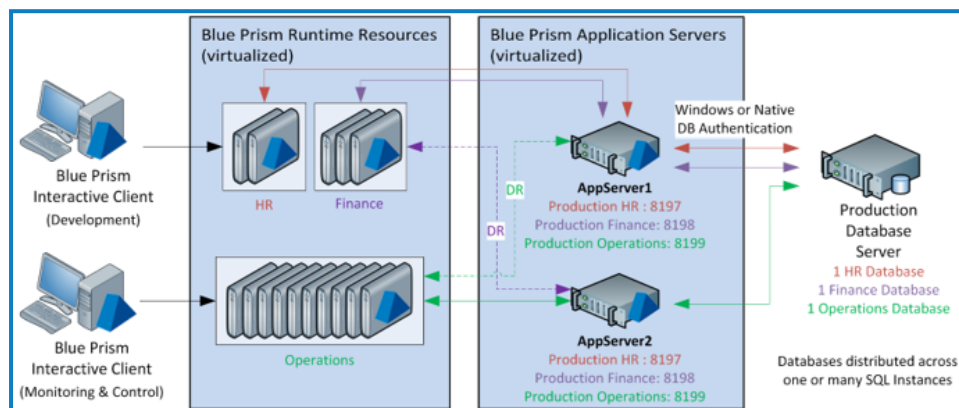 Blue Prism Runtime Resources
(virtualized)
Blue Prism Application Servers
(virtualized)
Blue Prism
Interactive Client
(Development)
HR
Finance
DR
DR
AppServer1
Production HR : 8197
Production Finance: 8198
Production Operations: 8199
Windows or Native
DB Authentication
Production
Database
Server
1 HR Database
1 Finance Database
1 Operations Database
Blue Prism
Interactive Client
(Monitoring & Control)
Operations
AppServer2
Production HR : 8197
Production Finance: 8198
Production Operations: 8199
Databases distributed across
one or many SQL Instances